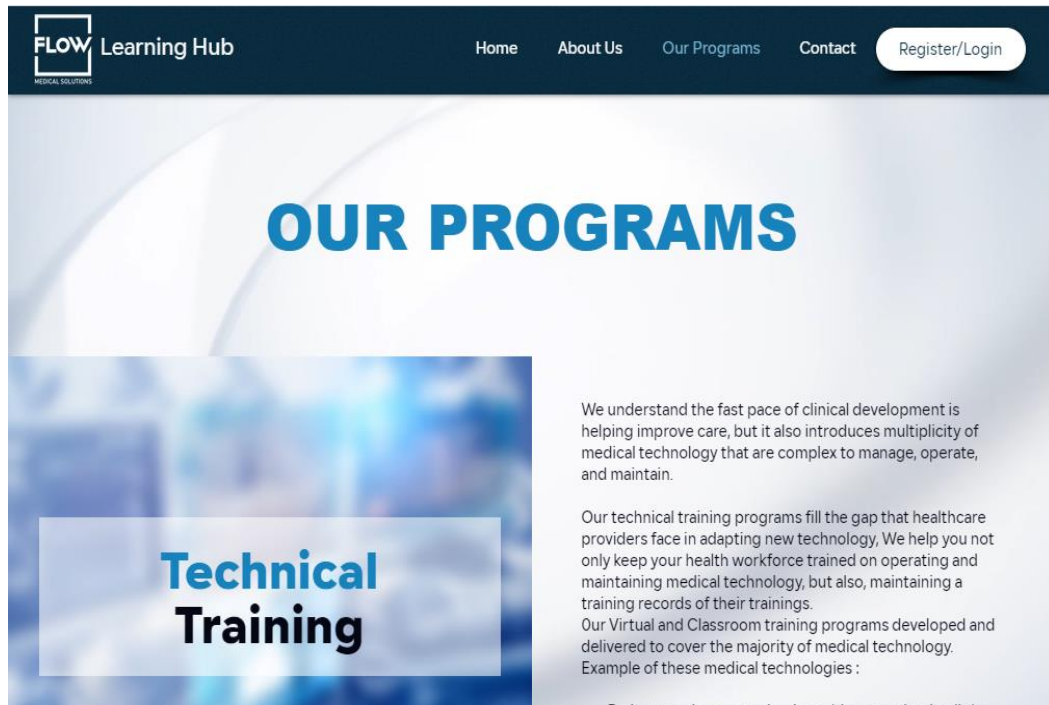 FLOW
MEDICAL SOLUTIONS
Learning Hub
Home
About Us
Our Programs
Contact
Register/Login
OUR PROGRAMS
Technical
Training
We understand the fast pace of clinical development is
helping improve care, but it also introduces multiplicity of
medical technology that are complex to manage, operate,
and maintain.
Our technical training programs fill the gap that healthcare
providers face in adapting new technology, We help you not
only keep your health workforce trained on operating and
maintaining medical technology, but also, maintaining a
training records of their trainings.
Our Virtual and Classroom training programs developed and
delivered to cover the majority of medical technology.
Example of these medical technologies :